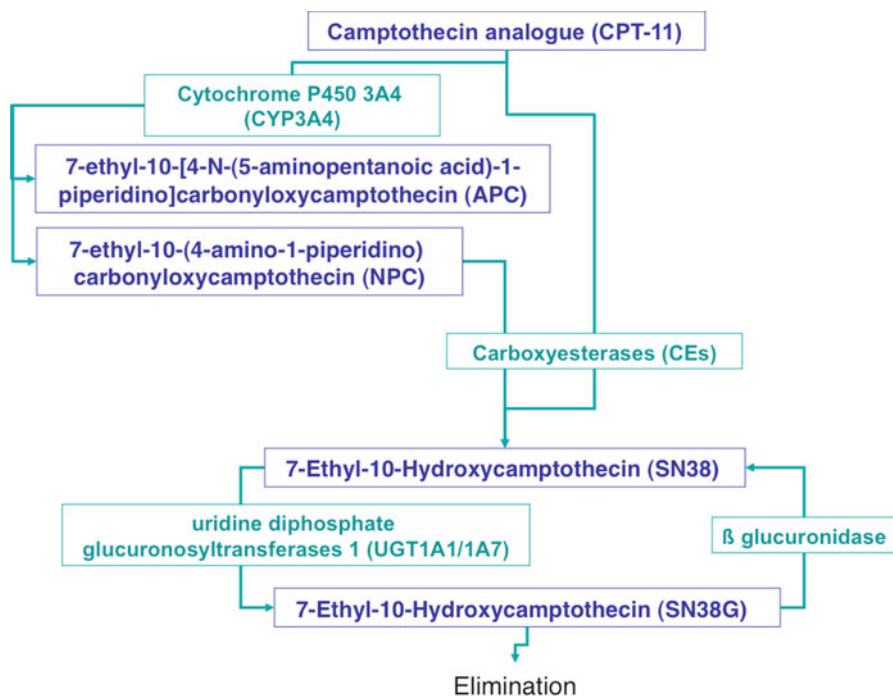 Camptothecin analogue (CPT-11)
Cytochrome P450 3A4
(CYP3A4)
7-ethyl-10-[4-N-(5-aminopentanoic acid)-1-
piperidino]carbonyloxycamptothecin (APC)
7-ethyl-10-(4-amino-1-piperidino)
carbonyloxycamptothecin (NPC)
Carboxyesterases (CEs)
7-Ethyl-10-Hydroxycamptothecin (SN38)
uridine diphosphate
glucuronosyltransferases 1 (UGT1A1/1A7)
ß glucuronidase
7-Ethyl-10-Hydroxycamptothecin (SN38G)
Elimination